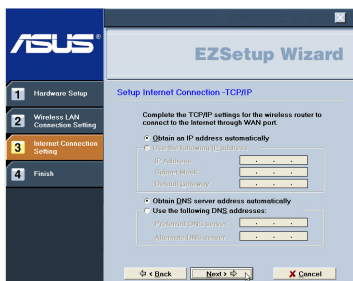 ASUS
EZSetup Wizard
1 Hardware Setup
2 Wireless LAN
Connection Setting
3 Internet Connection
Setting
4 Finish
Setup Internet Connection -TCP/IP
Complete the TCP/IP settings for the wireless router to
connect to the Internet through WAN port.
Obtain an IP address automatically
Use the following IP address
IP Address:
Subnet Mask:
Default Gateway:
Obtain DNS server address automatically
Use the following DNS addresses:
Preferred DNS server:
Alternate DNS server:
< Back
Next >
Cancel